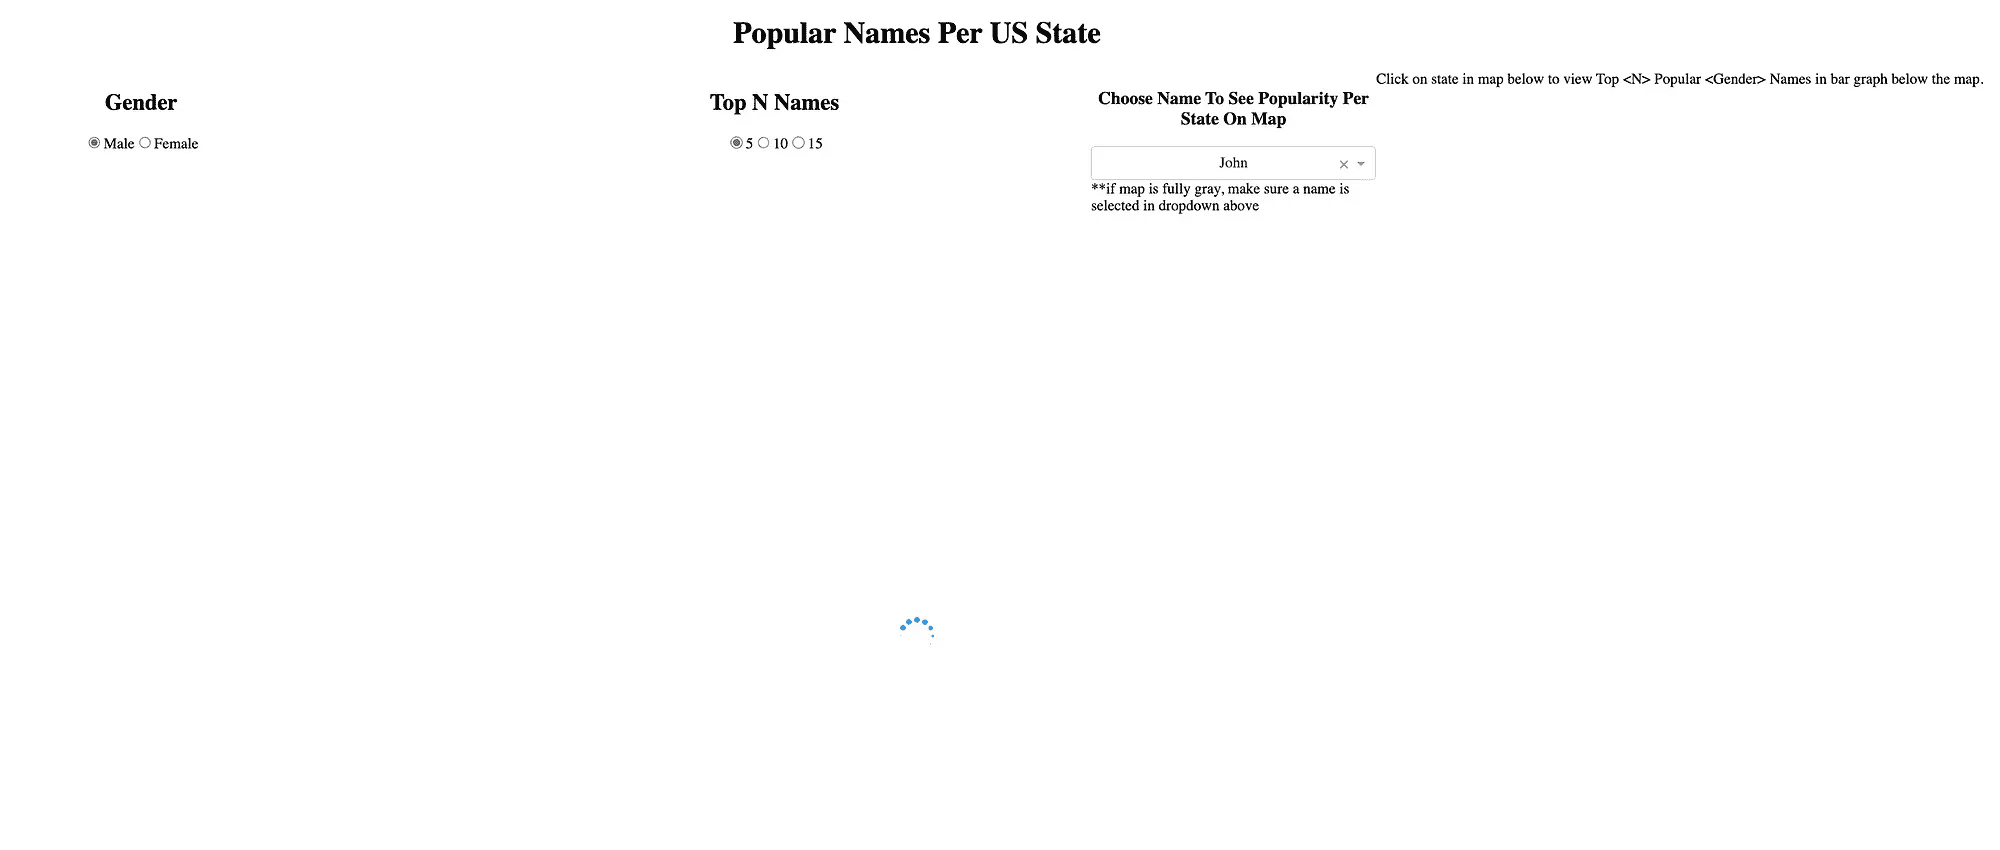 Popular Names Per US State
Click on state in map below to view Top <N> Popular <Gender> Names in bar graph below the map.
Gender
Male Female
Top N Names
5 10 15
Choose Name To See Popularity Per
State On Map
John
**if map is fully gray, make sure a name is
selected in dropdown above